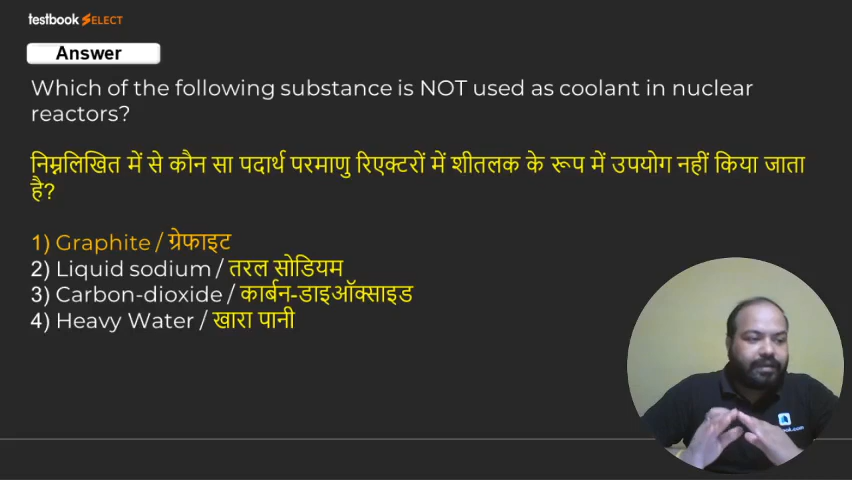 testbook SELECT
Answer
Which of the following substance is NOT used as coolant in nuclear
reactors?
निम्नलिखित में से कौन सा पदार्थ परमाणु रिएक्टरों में शीतलक के रूप में उपयोग नहीं किया जाता
है?
1) Graphite / ग्रेफाइट
2) Liquid sodium / तरल सोडियम
3) Carbon-dioxide / कार्बन-डाइऑक्साइड
4) Heavy Water / खारा पानी